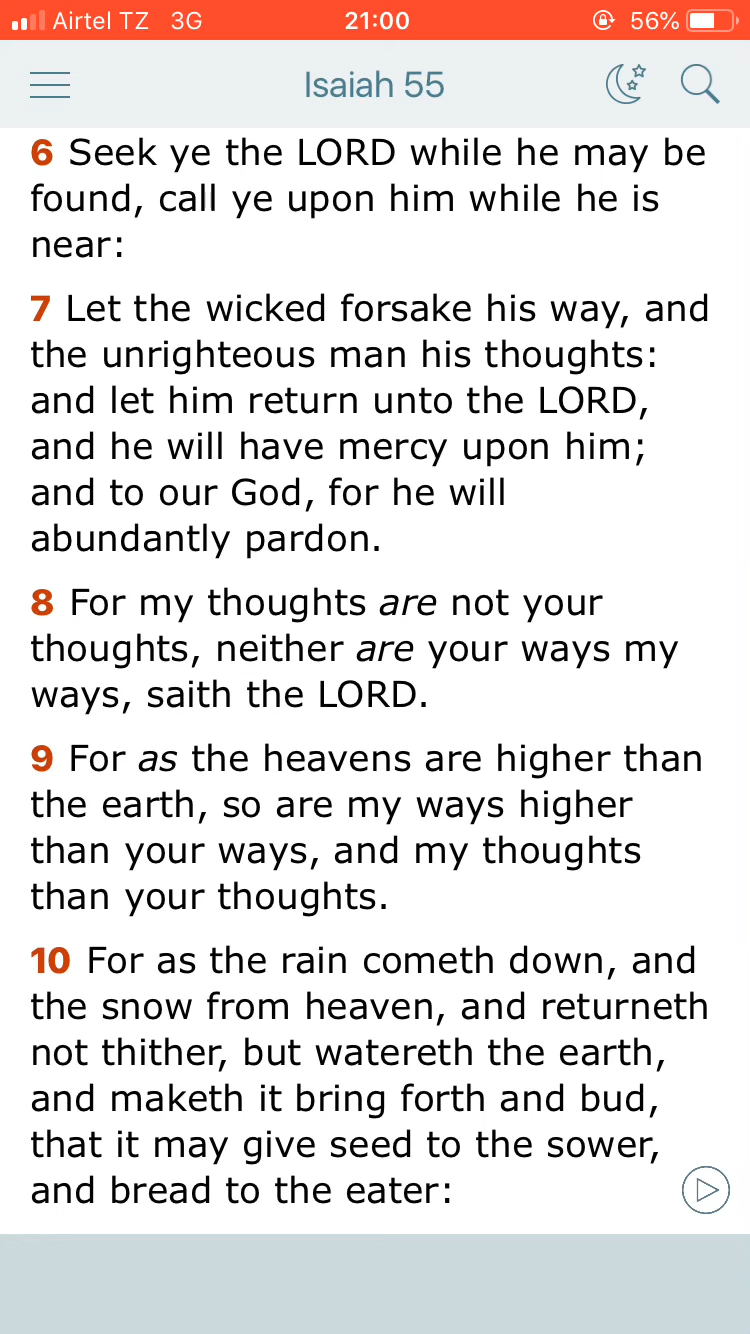 Airtel TZ 3G 21:00 56%
Isaiah 55
6 Seek ye the LORD while he may be
found, call ye upon him while he is
near:
7 Let the wicked forsake his way, and
the unrighteous man his thoughts:
and let him return unto the LORD,
and he will have mercy upon him;
and to our God, for he will
abundantly pardon.
8 For my thoughts are not your
thoughts, neither are your ways my
ways, saith the LORD.
9 For as the heavens are higher than
the earth, so are my ways higher
than your ways, and my thoughts
than your thoughts.
10 For as the rain cometh down, and
the snow from heaven, and returneth
not thither, but watereth the earth,
and maketh it bring forth and bud,
that it may give seed to the sower,
and bread to the eater: